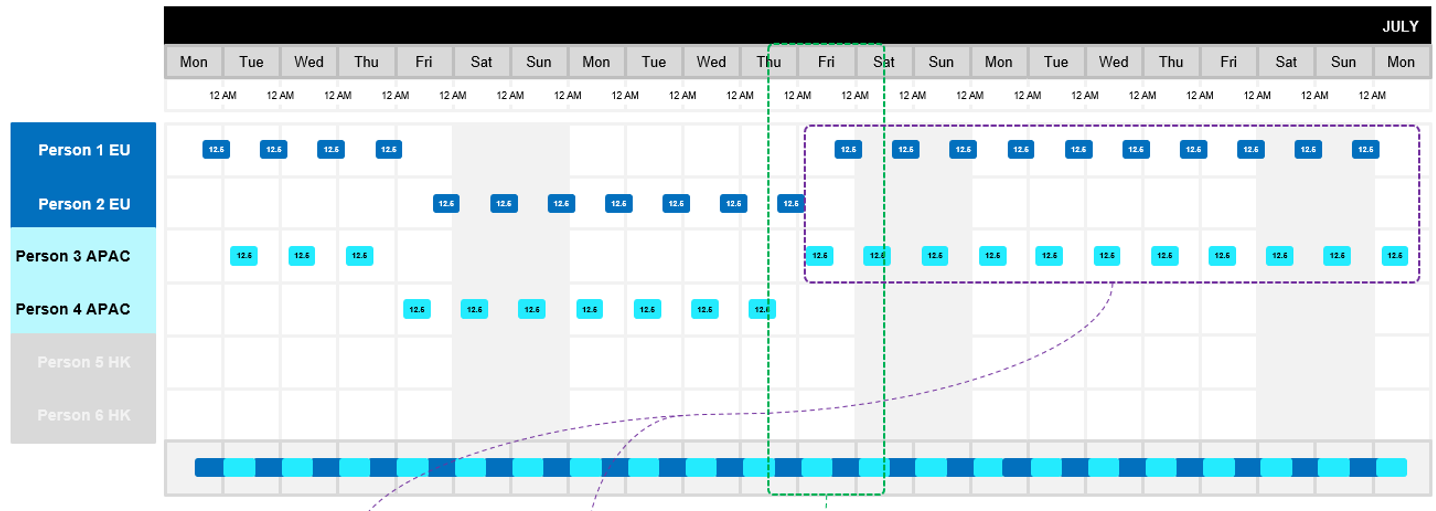 JULY
Mon Tue Wed Thu Fri Sat Sun Mon Tue Wed Thu Fri Sat Sun Mon Tue Wed Thu Fri Sat Sun Mon
12 AM 12 AM 12 AM 12 AM 12 AM 12 AM 12 AM 12 AM 12 AM 12 AM 12 AM 12 AM 12 AM 12 AM 12 AM 12 AM 12 AM 12 AM 12 AM 12 AM 12 AM
Person 1 EU 12.5 12.5 12.5 12.5 12.5 12.5 12.5 12.5 12.5 12.5 12.5 12.5 12.5 12.5
Person 2 EU 12.5 12.5 12.5 12.5 12.5 12.5 12.5
Person 3 APAC 12.5 12.5 12.5 12.5 12.5 12.5 12.5 12.5 12.5 12.5 12.5 12.5 12.5 12.5
Person 4 APAC 12.5 12.5 12.5 12.5 12.5 12.5 12.5
Person 5 HK
Person 6 HK